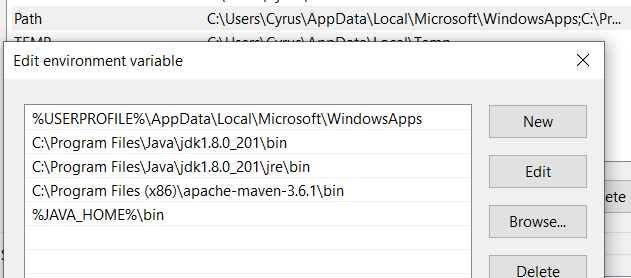 Path C:\Users\Cyrus\AppData\Local\Microsoft\WindowsApps;C:\Pr...
TEMP C:\Users\Cyrus\AppData\Local\Temp
Edit environment variable
%USERPROFILE%\AppData\Local\Microsoft\WindowsApps
New
C:\Program Files\Java\jdk1.8.0_201\bin
C:\Program Files\Java\jdk1.8.0_201\jre\bin
Edit
C:\Program Files (x86)\apache-maven-3.6.1\bin
%JAVA_HOME%\bin
Browse...
Delete